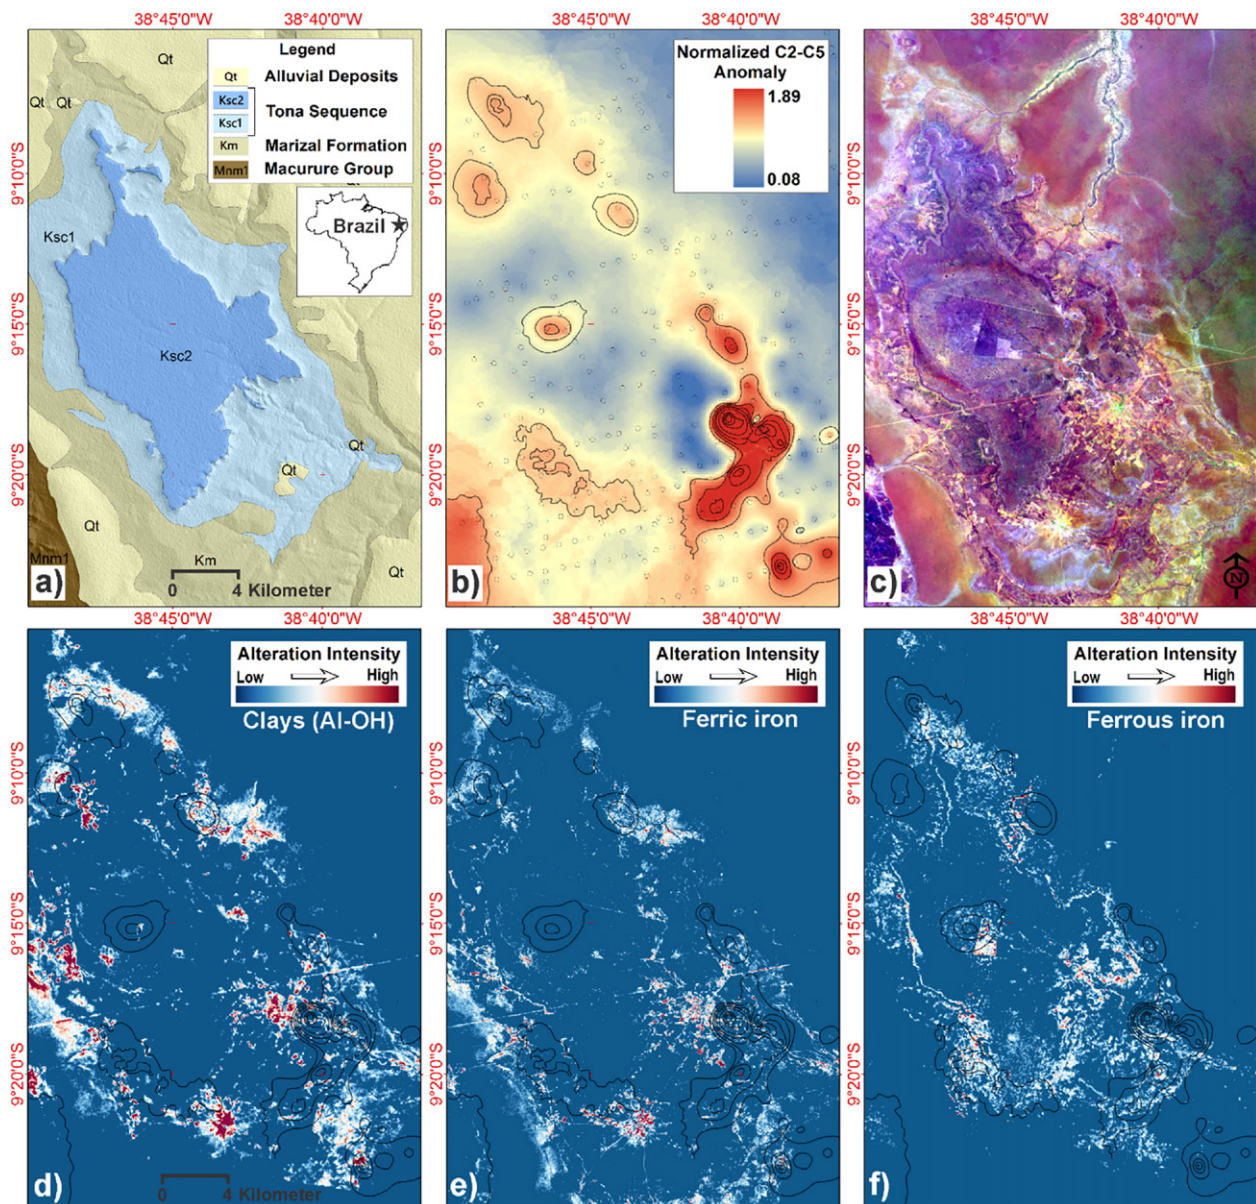 38°45'0"W 38°40'0"W 38°45'0"W 38°40'0"W 38°45'0"W 38°40'0"W
9°10'0"S
9°15'0"S
9°20'0"S
Legend
Qt Alluvial Deposits
Ksc2
Tona Sequence
Ksc1
Km Marizal Formation
Mnm1 Macurure Group
Brazil
Qt
Qt
Qt
Qt
Ksc1
Ksc2
Qt
Qt
Qt
Mnm1
Km
Qt
a)
0 4 Kilometer
9°10'0"S
9°15'0"S
9°20'0"S
Normalized C2-C5
Anomaly
1.89
0.08
b)
9°10'0"S
9°15'0"S
9°20'0"S
N
c)
38°45'0"W 38°40'0"W 38°45'0"W 38°40'0"W 38°45'0"W 38°40'0"W
9°10'0"S
9°15'0"S
9°20'0"S
Alteration Intensity
Low High
Clays (Al-OH)
d)
0 4
Kilometer
9°10'0"S
9°15'0"S
9°20'0"S
Alteration Intensity
Low High
Ferric iron
e)
9°10'0"S
9°15'0"S
9°20'0"S
Alteration Intensity
Low High
Ferrous iron
f)